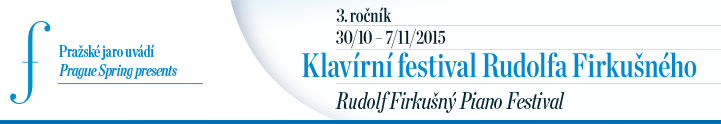 Pražské jaro uvádí
Prague Spring presents
3. ročník
30/10 – 7/11/2015
Klavírní festival Rudolfa Firkušného
Rudolf Firkušný Piano Festival